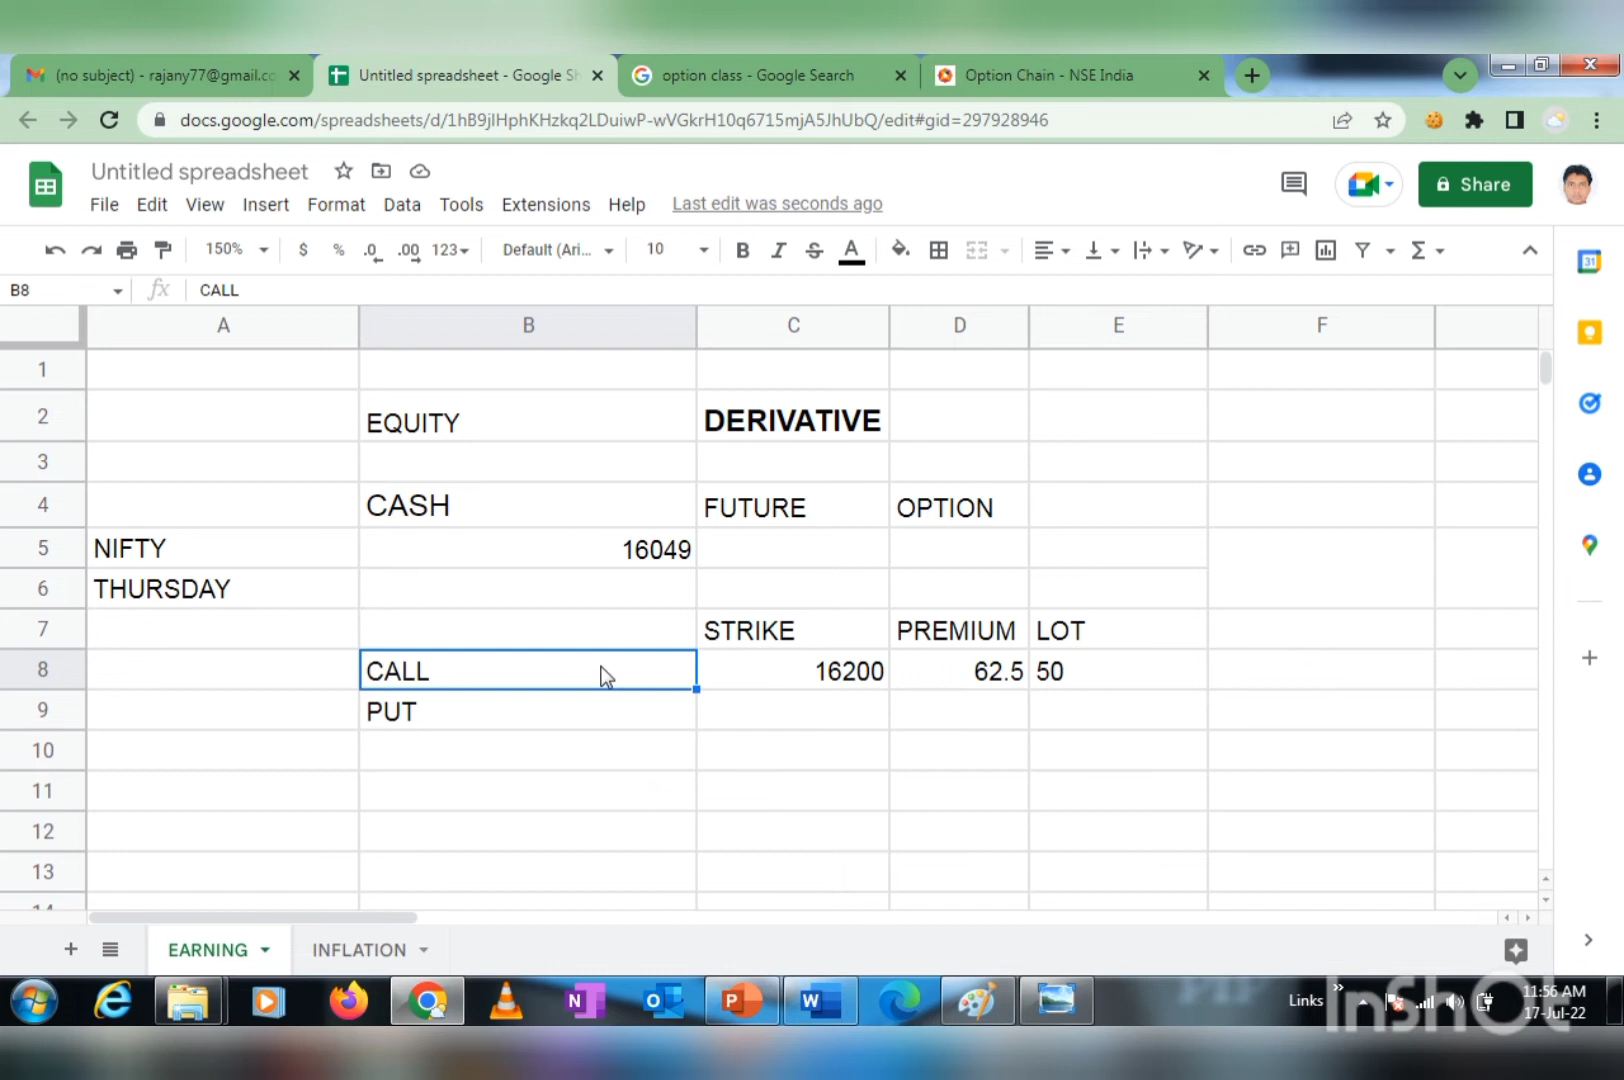 (no subject) - rajany77@gmail.co
Untitled spreadsheet - Google Sh
option class - Google Search
Option Chain - NSE India
docs.google.com/spreadsheets/d/1hB9jlHphKHzkq2LDuiwP-wVGkrH10q6715mjA5JhUbQ/edit#gid=297928946
Untitled spreadsheet
Share
File Edit View Insert Format Data Tools Extensions Help Last edit was seconds ago
150% $ % .0 .00 123 Default (Ari... 10 B I S A
B8 fx CALL
A B C D E F
1
2 EQUITY DERIVATIVE
3
4 CASH FUTURE OPTION
5 NIFTY 16049
6 THURSDAY
7 STRIKE PREMIUM LOT
8 CALL 16200 62.5 50
9 PUT
10
11
12
13
14
EARNING INFLATION
Links
11:56 AM
17-Jul-22
InShOt